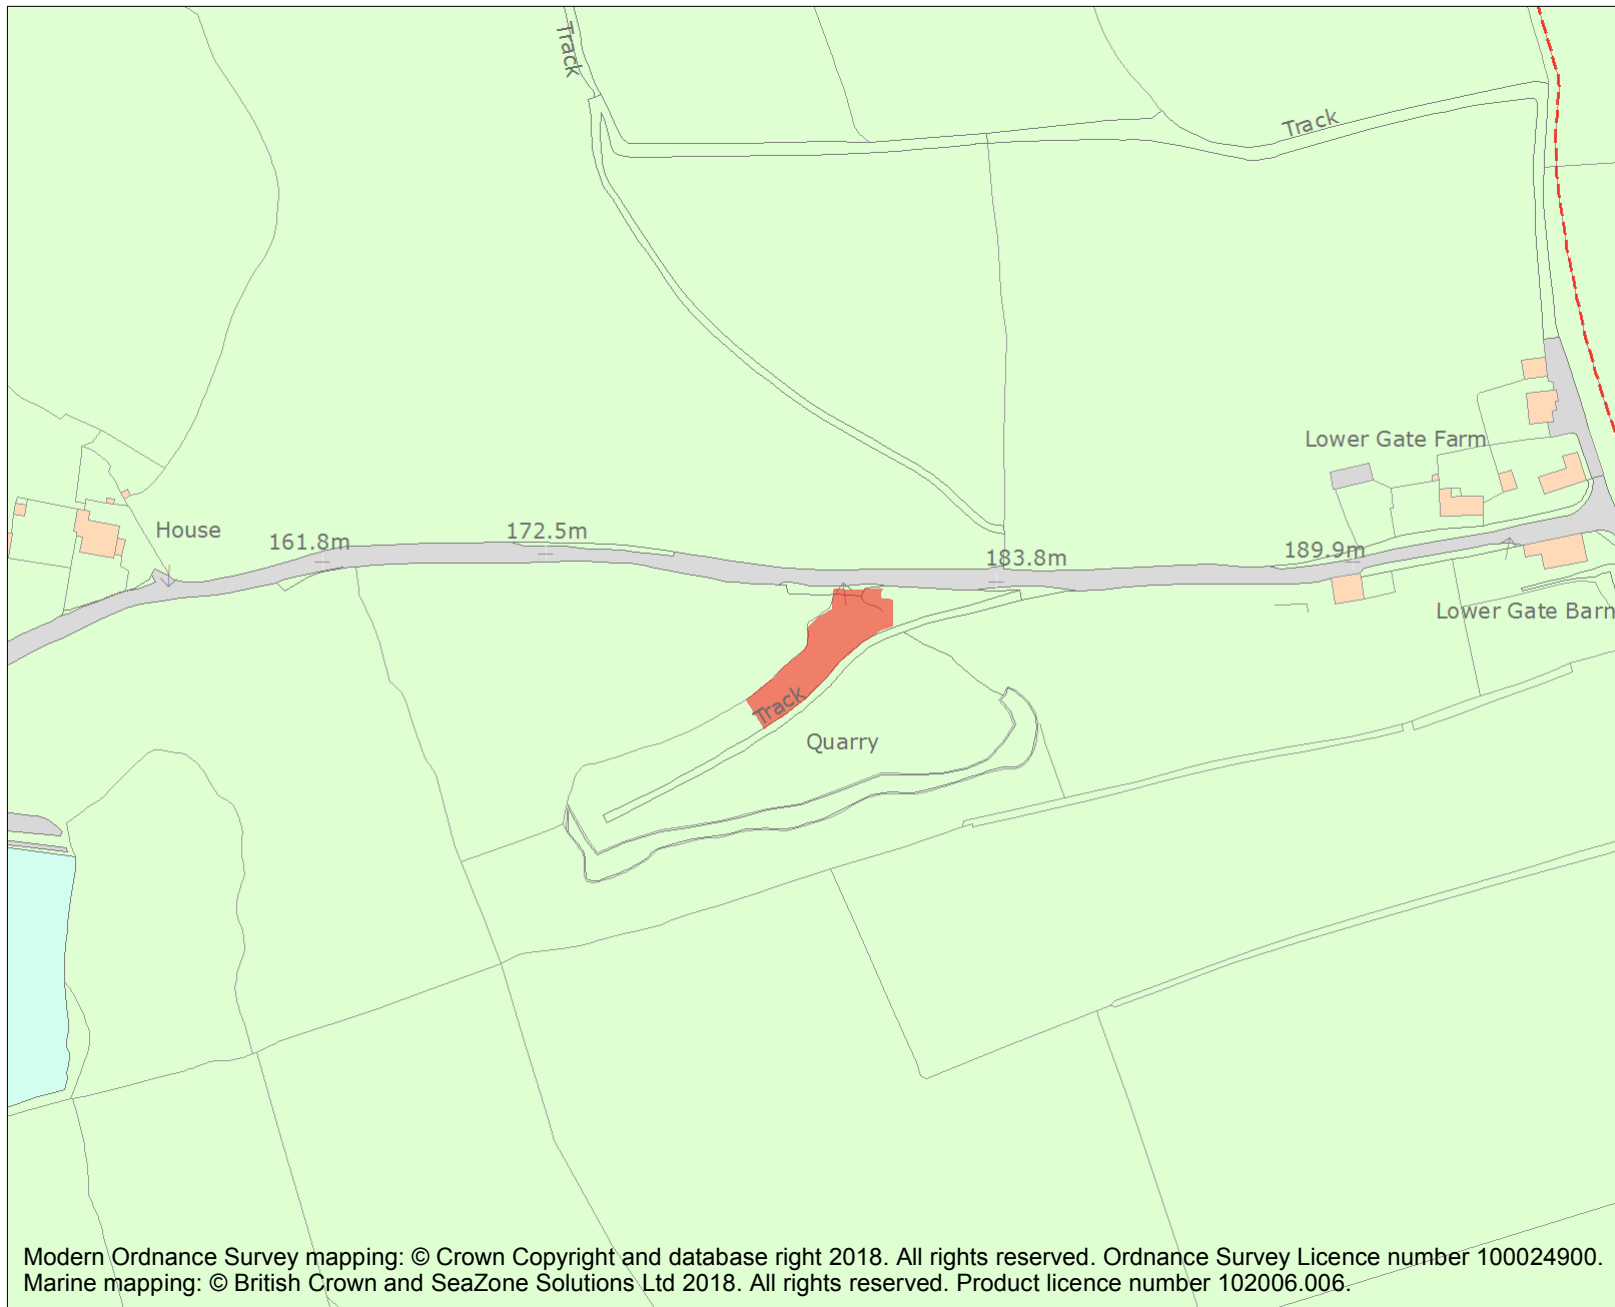 Track
Track
Lower Gate Farm
House
161.8m
172.5m
183.8m
189.9m
Lower Gate Barn
Track
Quarry
Modern Ordnance Survey mapping: © Crown Copyright and database right 2018. All rights reserved. Ordnance Survey Licence number 100024900.
Marine mapping: © British Crown and SeaZone Solutions Ltd 2018. All rights reserved. Product licence number 102006.006.